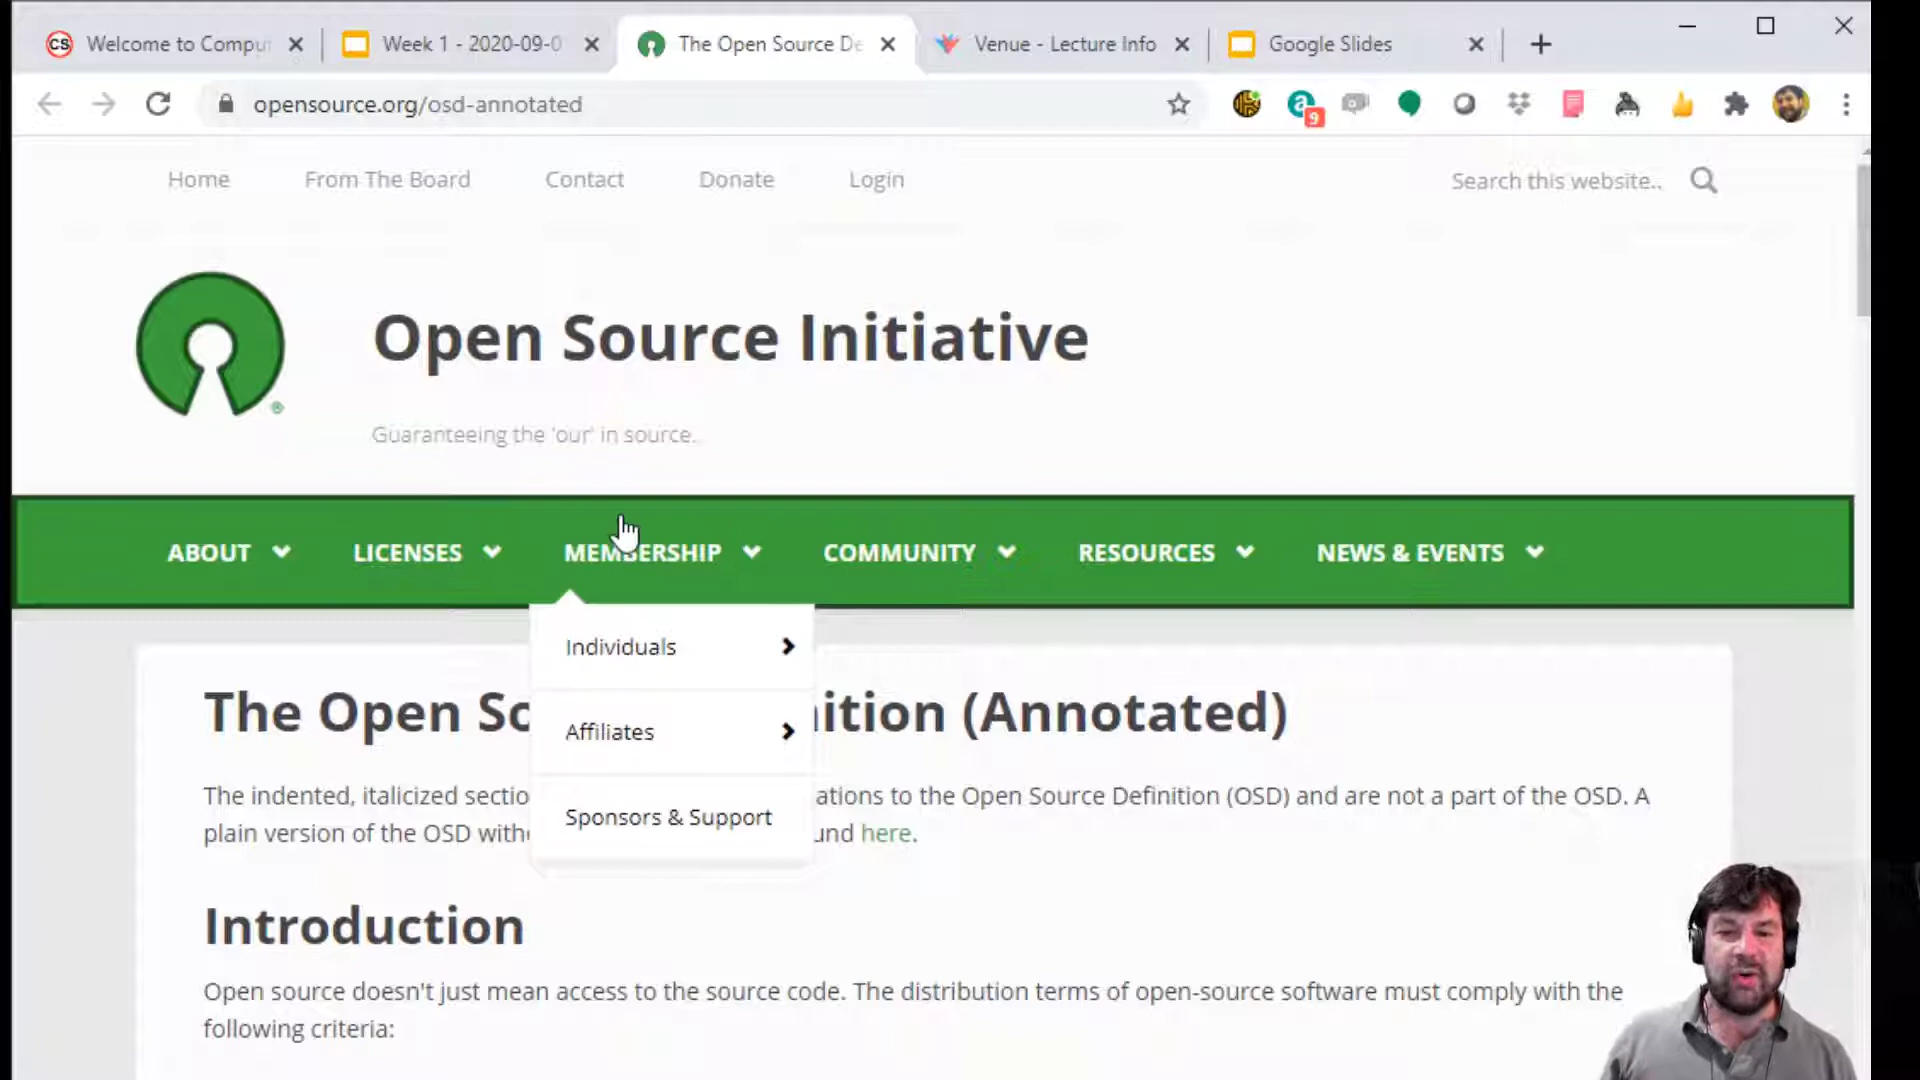 Welcome to Compu
Week 1 - 2020-09-0
The Open Source De
Venue - Lecture Info
Google Slides
opensource.org/osd-annotated
9
Home
From The Board
Contact
Donate
Login
Search this website..
Open Source Initiative
Guaranteeing the 'our' in source..
ABOUT
LICENSES
MEMBERSHIP
COMMUNITY
RESOURCES
NEWS & EVENTS
Individuals
Affiliates
Sponsors & Support
The Open So nition (Annotated)
The indented, italicized sectio ations to the Open Source Definition (OSD) and are not a part of the OSD. A
plain version of the OSD with und here.
Introduction
Open source doesn't just mean access to the source code. The distribution terms of open-source software must comply with the
following criteria: